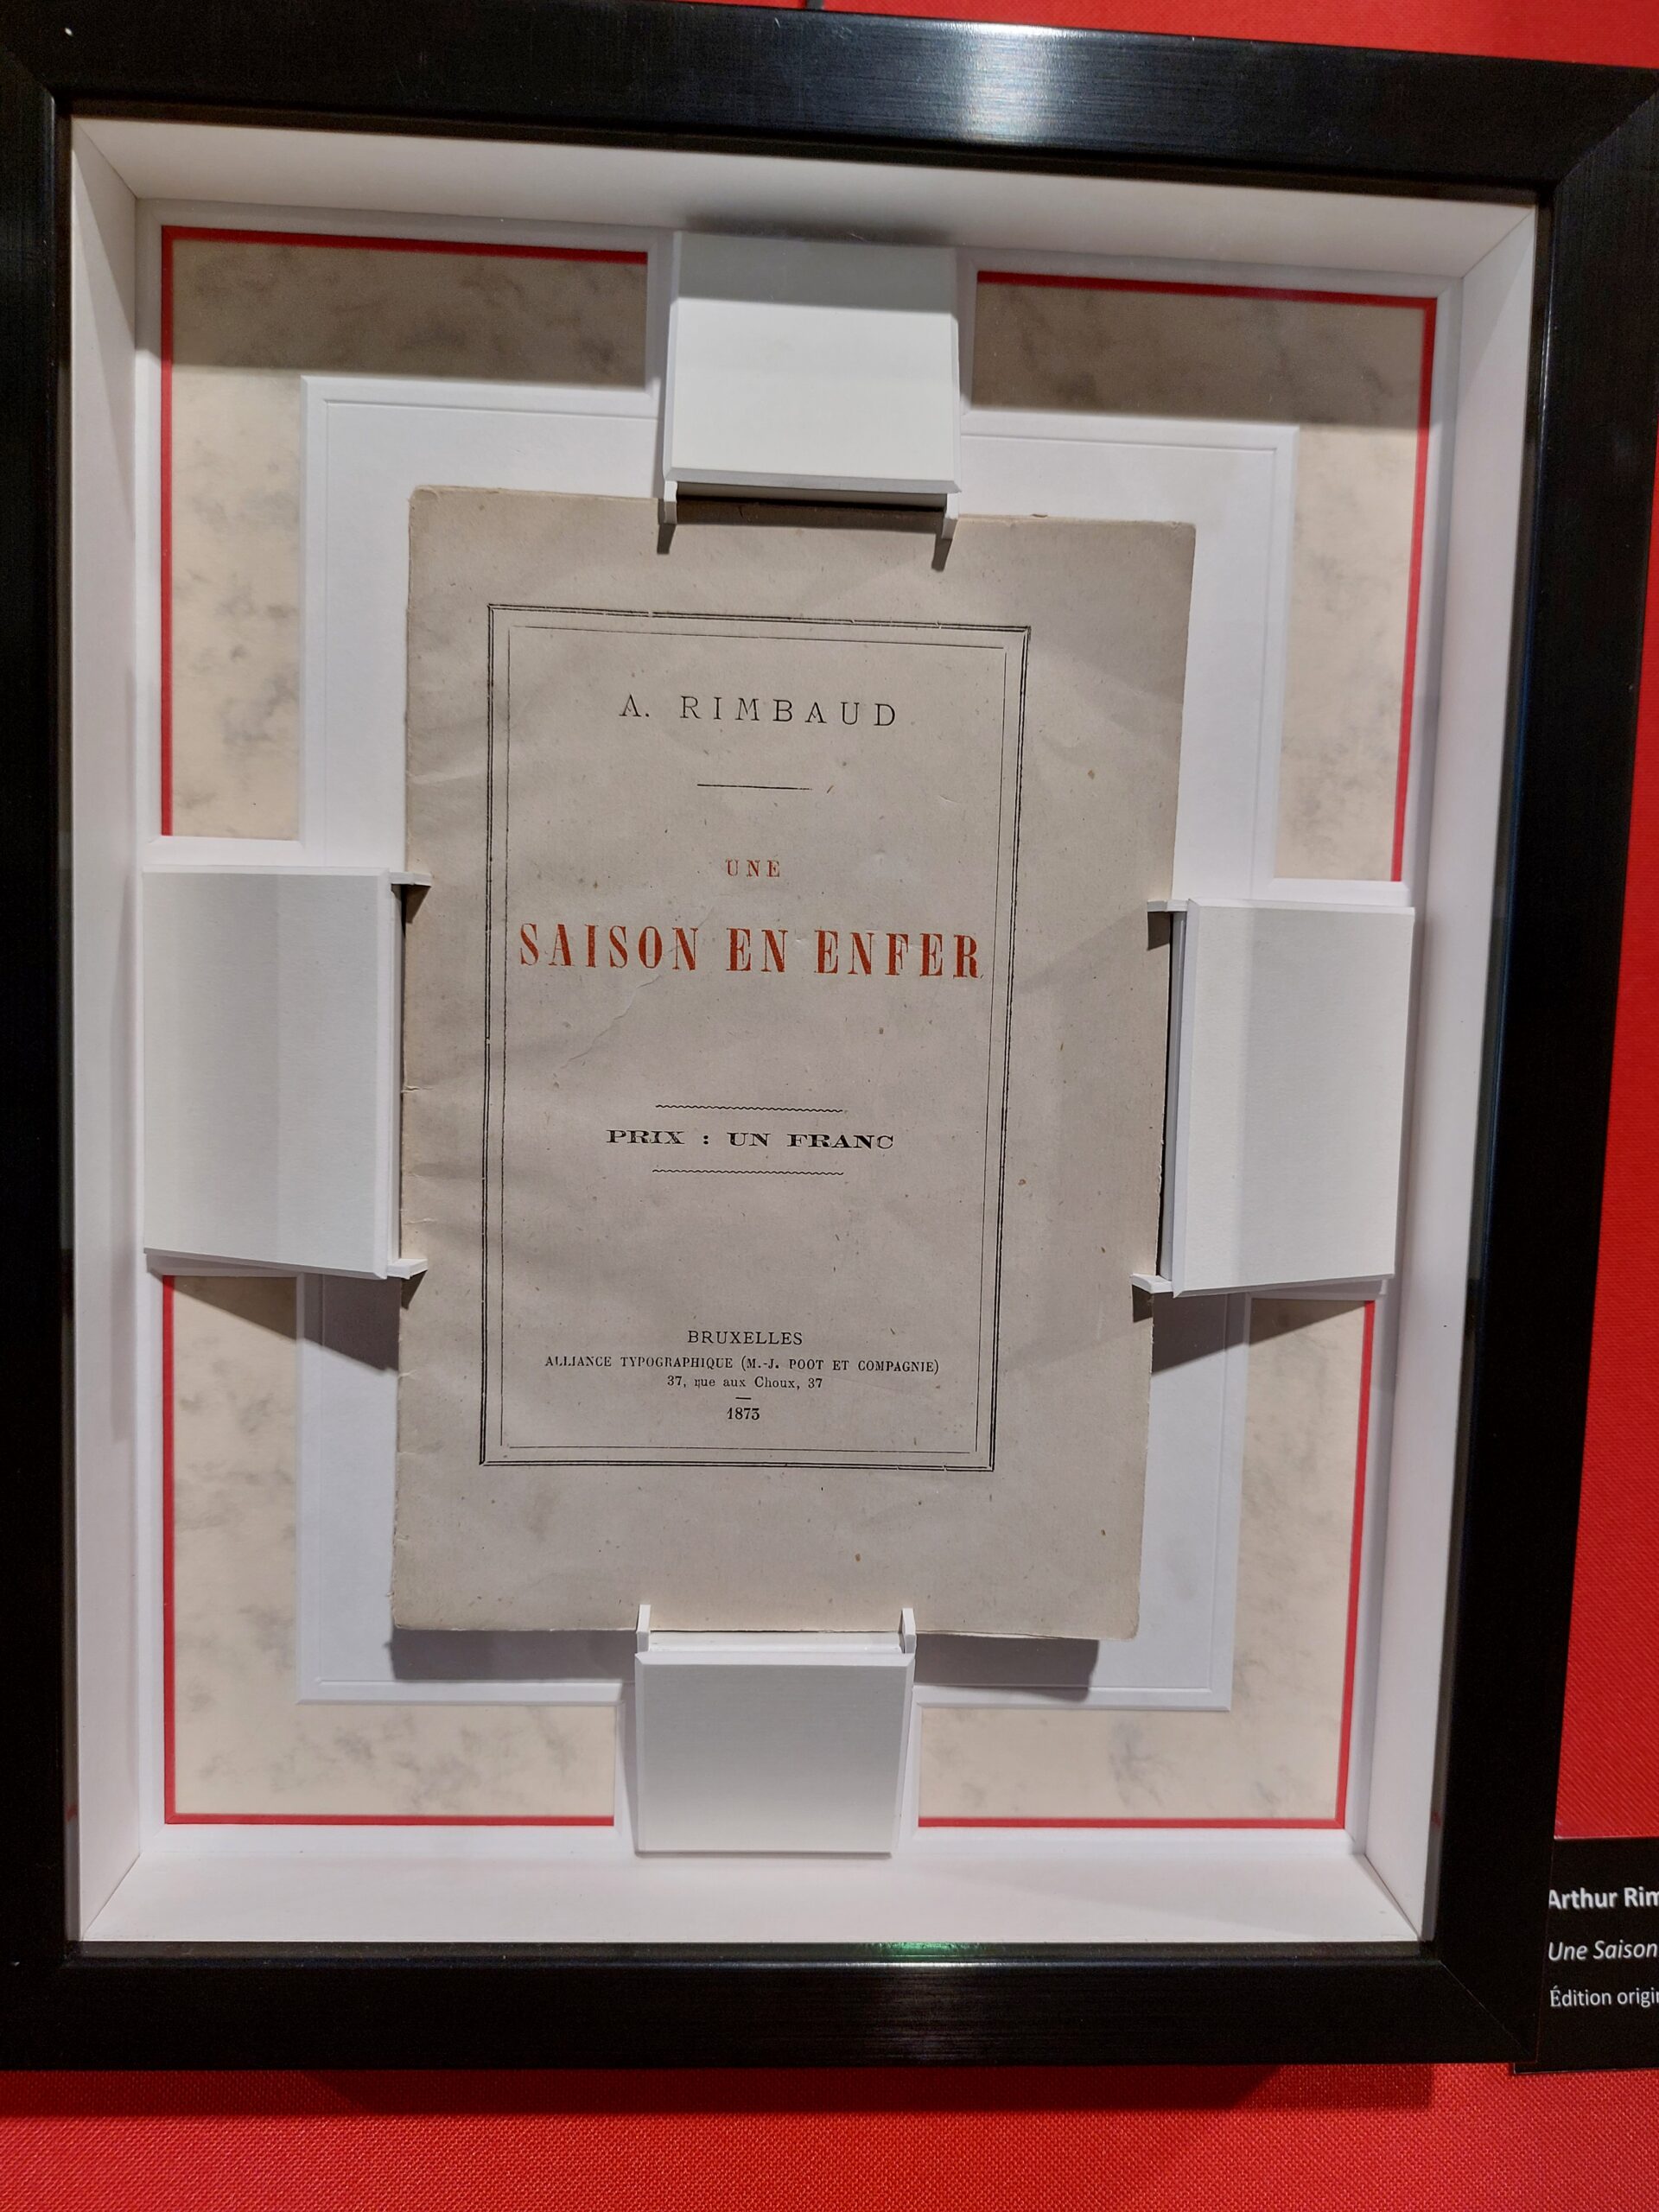 A. RIMBAUD
UNE
SAISON EN ENFER
PRIX : UN FRANC
BRUXELLES
ALLIANCE TYPOGRAPHIQUE (M.-J. POOT ET COMPAGNIE)
37, rue aux Choux, 37
1873
Arthur Rim
Une Saison
Édition origi